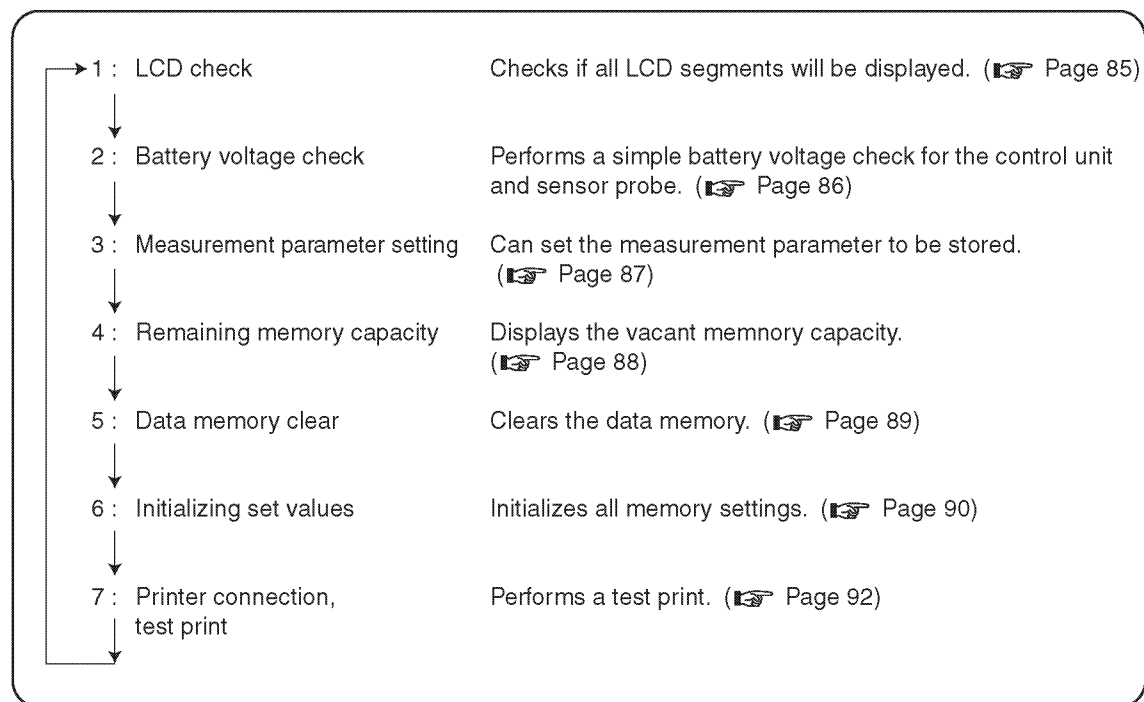 1 : LCD check Checks if all LCD segments will be displayed. (☞ Page 85)
2 : Battery voltage check Performs a simple battery voltage check for the control unit
and sensor probe. (☞ Page 86)
3 : Measurement parameter setting Can set the measurement parameter to be stored.
(☞ Page 87)
4 : Remaining memory capacity Displays the vacant memnory capacity.
(☞ Page 88)
5 : Data memory clear Clears the data memory. (☞ Page 89)
6 : Initializing set values Initializes all memory settings. (☞ Page 90)
7 : Printer connection, Performs a test print. (☞ Page 92)
test print